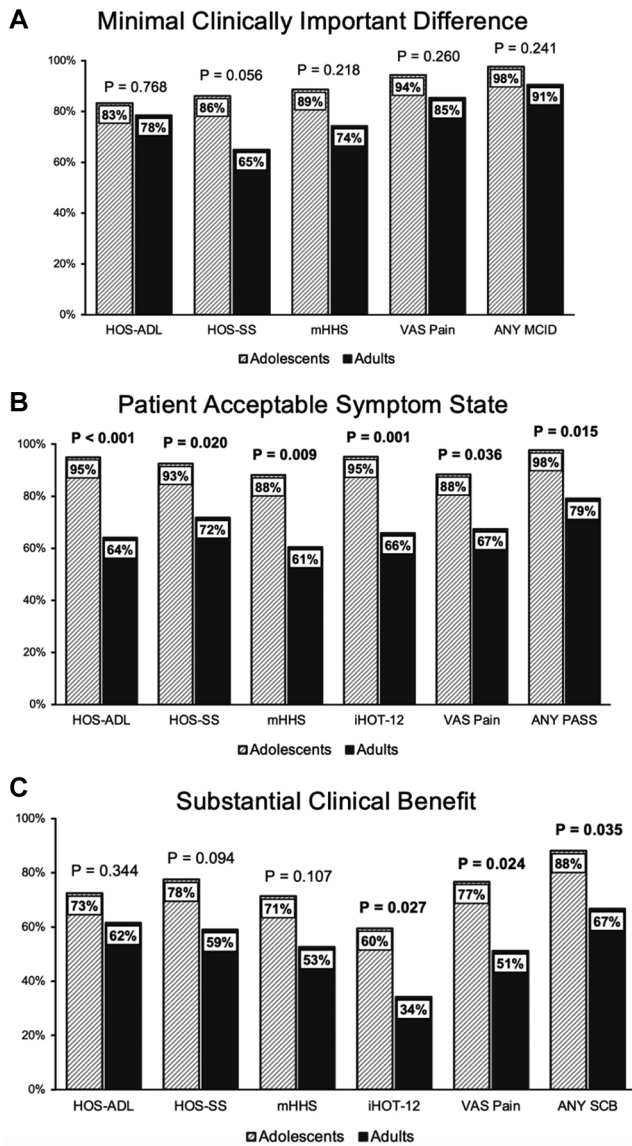 A
Minimal Clinically Important Difference
100%
80%
60%
40%
20%
0%
P = 0.768
P = 0.056
P = 0.218
P = 0.260
P = 0.241
83%
78%
86%
65%
89%
74%
94%
85%
98%
91%
HOS-ADL
HOS-SS
mHHS
VAS Pain
ANY MCID
Adolescents
Adults
B
Patient Acceptable Symptom State
100%
80%
60%
40%
20%
0%
P < 0.001
P = 0.020
P = 0.009
P = 0.001
P = 0.036
P = 0.015
95%
64%
93%
72%
88%
61%
95%
66%
88%
67%
98%
79%
HOS-ADL
HOS-SS
mHHS
iHOT-12
VAS Pain
ANY PASS
Adolescents
Adults
C
Substantial Clinical Benefit
100%
80%
60%
40%
20%
0%
P = 0.344
P = 0.094
P = 0.107
P = 0.027
P = 0.024
P = 0.035
73%
62%
78%
59%
71%
53%
60%
34%
77%
51%
88%
67%
HOS-ADL
HOS-SS
mHHS
iHOT-12
VAS Pain
ANY SCB
Adolescents
Adults